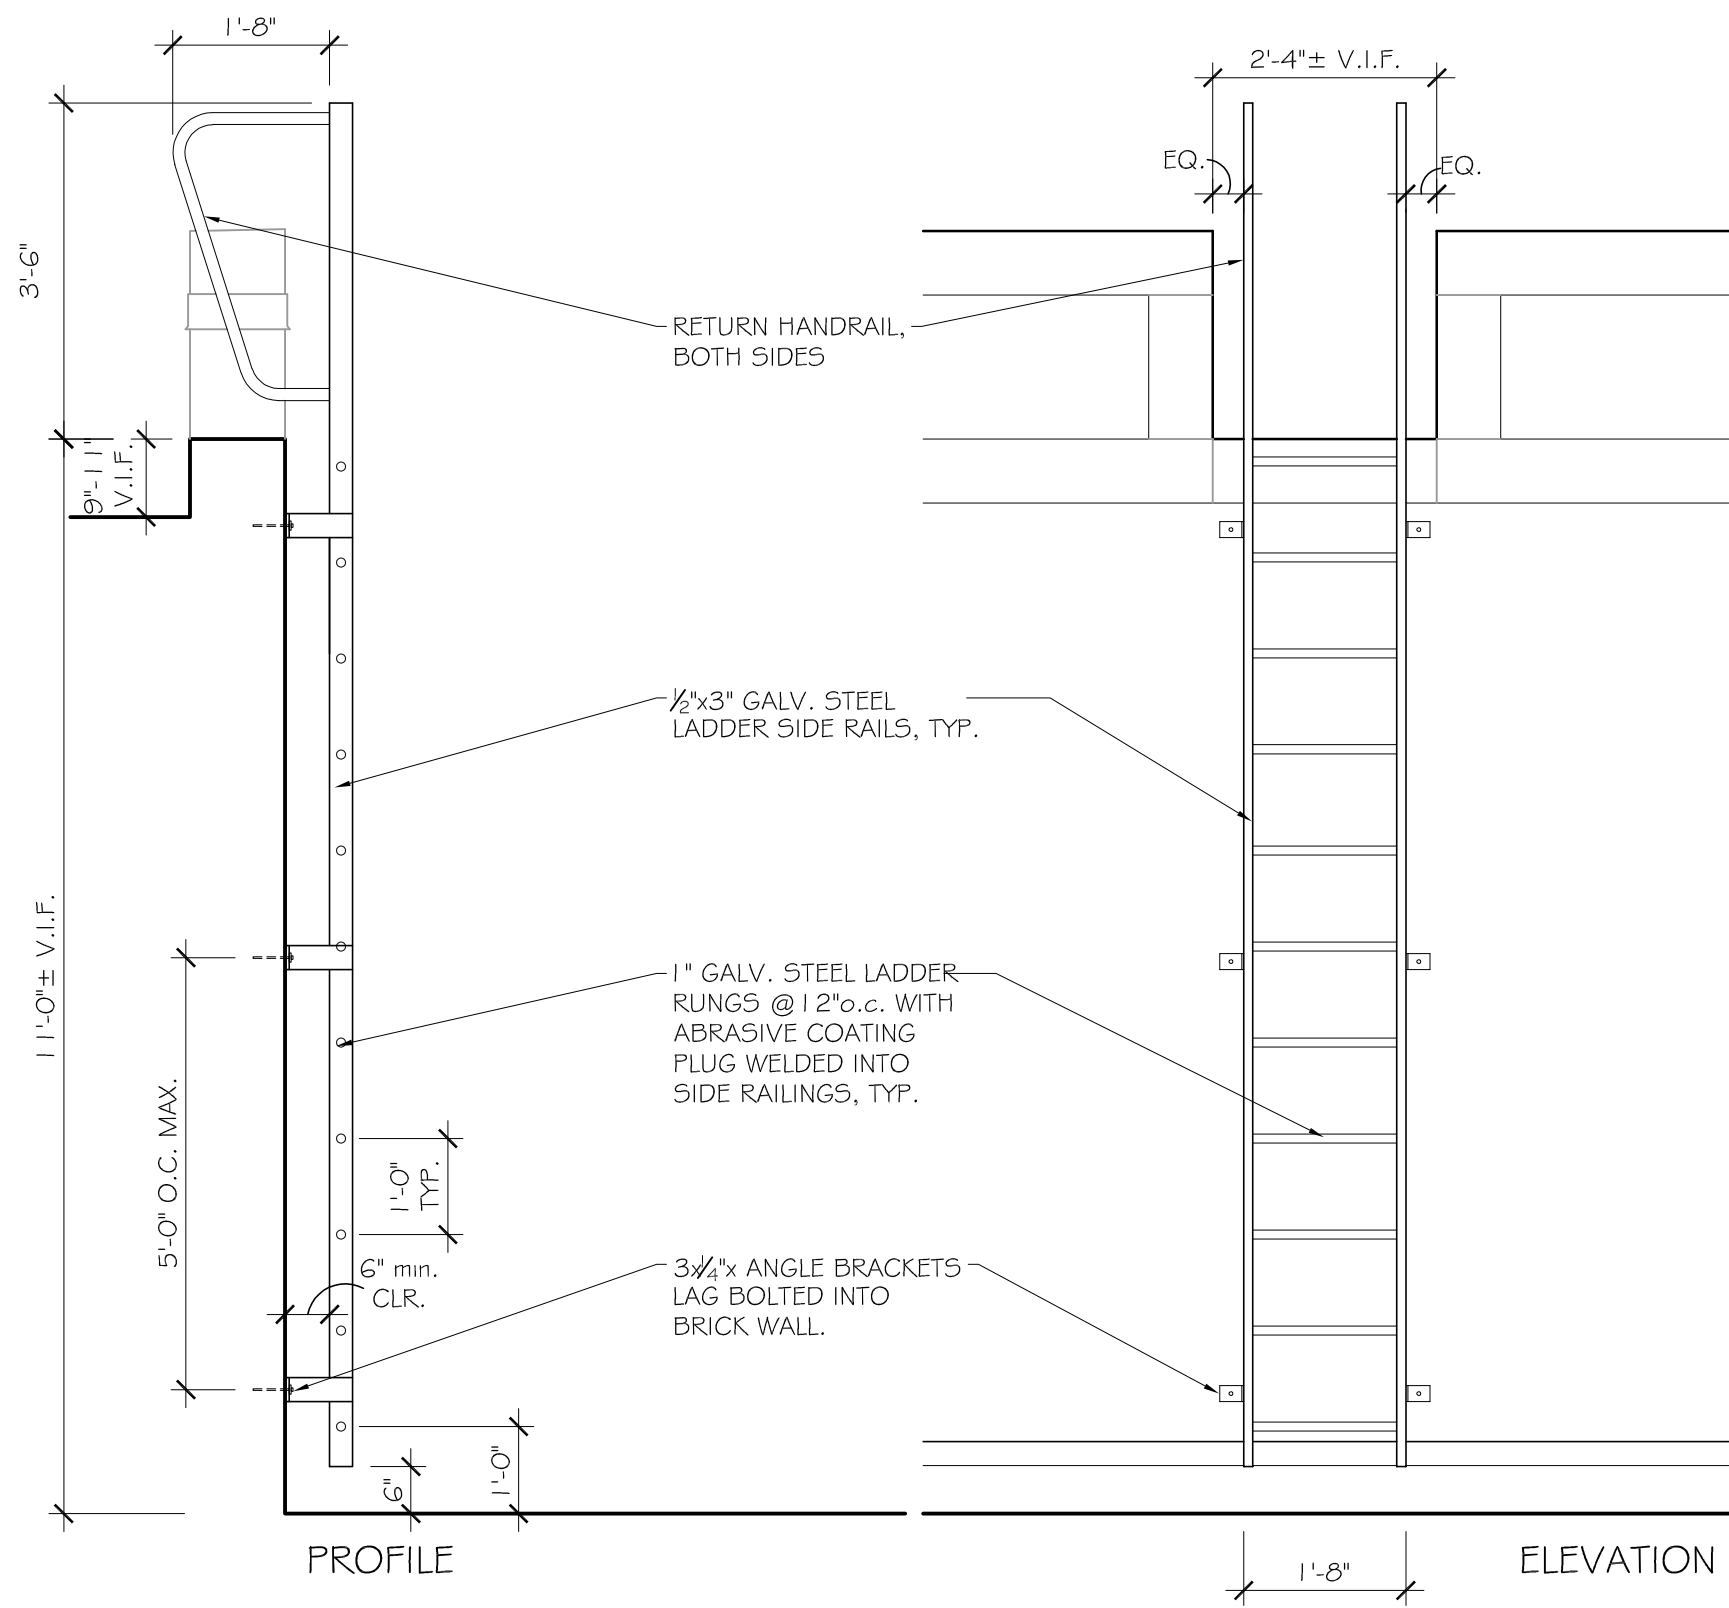 1'-8"
2'-4"± V.I.F.
EQ.
EQ.
3'-6"
RETURN HANDRAIL,
BOTH SIDES
9"-11"
V.I.F.
½"x3" GALV. STEEL
LADDER SIDE RAILS, TYP.
11'-0"± V.I.F.
1" GALV. STEEL LADDER
RUNGS @12"o.c. WITH
ABRASIVE COATING
PLUG WELDED INTO
SIDE RAILINGS, TYP.
5'-0" O.C. MAX.
1'-0"
TYP.
6" min.
CLR.
3x¼"x ANGLE BRACKETS
LAG BOLTED INTO
BRICK WALL.
6"
1'-0"
PROFILE
1'-8"
ELEVATION